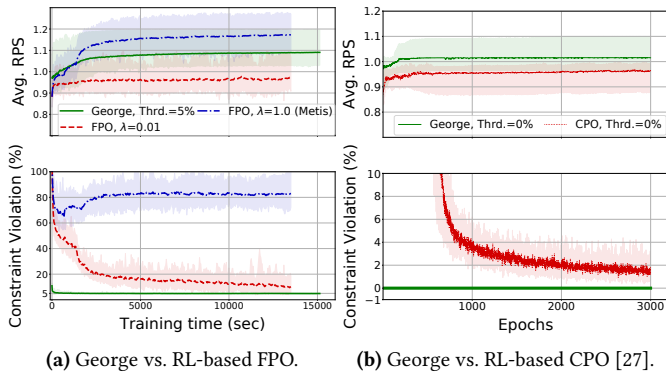 Avg. RPS
1.2
1.1
1.0
0.9
0.8
George, Thrd.=5%
FPO, λ=1.0 (Metis)
FPO, λ=0.01
Constraint Violation (%)
100
80
60
40
20
5
0
5000
10000
15000
Training time (sec)
(a) George vs. RL-based FPO.
Avg. RPS
1.2
1.1
1.0
0.9
0.8
George, Thrd.=0%
CPO, Thrd.=0%
Constraint Violation (%)
10
8
6
4
2
0
−1
1000
2000
3000
Epochs
(b) George vs. RL-based CPO [27].